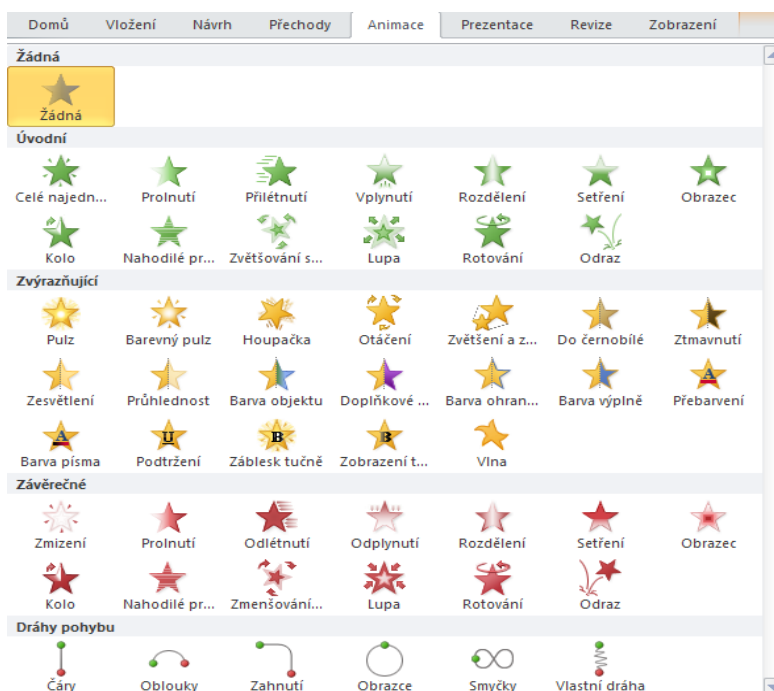 Domů Vložení Návrh Přechody Animace Prezentace Revize Zobrazení
Žádná
Žádná
Úvodní
Celé najedn... Prolnutí Přilétnutí Vplynutí Rozdělení Setření Obrazec
Kolo Nahodilé pr... Zvětšování s... Lupa Rotování Odraz
Zvýrazňující
Pulz Barevný pulz Houpačka Otáčení Zvětšení a z... Do černobílé Ztmavnutí
Zesvětlení Průhlednost Barva objektu Doplňkové ... Barva ohran... Barva výplně Přebarvení
Barva písma Podtržení Záblesk tučně Zobrazení t... Vlna
Závěrečné
Zmizení Prolnutí Odlétnutí Odplynutí Rozdělení Setření Obrazec
Kolo Nahodilé pr... Zmenšování... Lupa Rotování Odraz
Dráhy pohybu
Čáry Oblouky Zahnutí Obrazce Smyčky Vlastní dráha